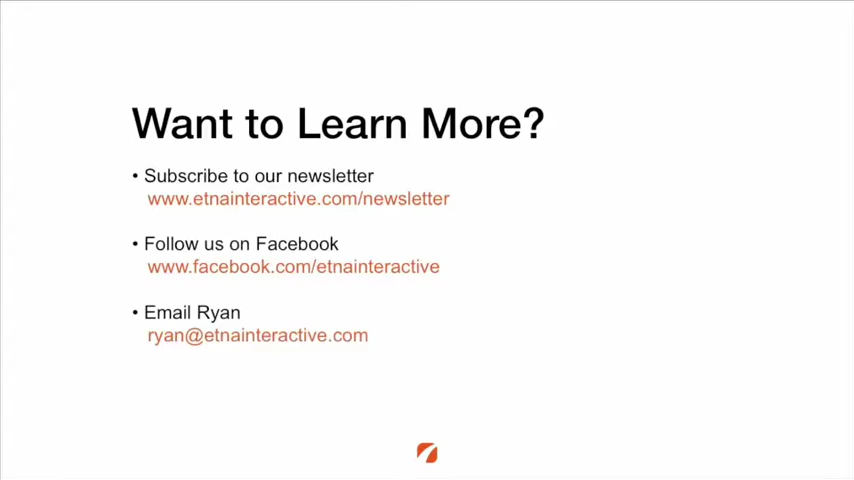 Want to Learn More?
• Subscribe to our newsletter
www.etnainteractive.com/newsletter
• Follow us on Facebook
www.facebook.com/etnainteractive
• Email Ryan
ryan@etnainteractive.com